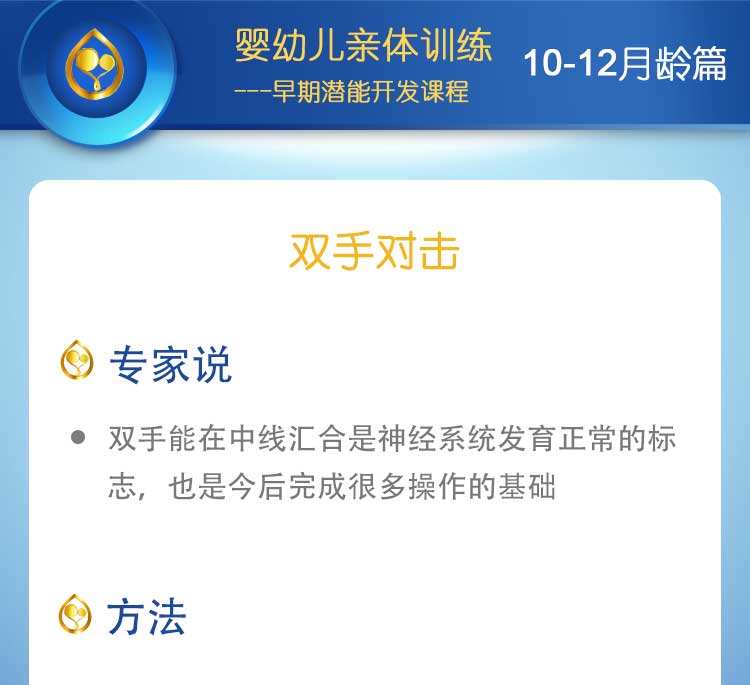 婴幼儿亲体训练
---早期潜能开发课程
10-12月龄篇
双手对击
专家说
● 双手能在中线汇合是神经系统发育正常的标
志，也是今后完成很多操作的基础
方法